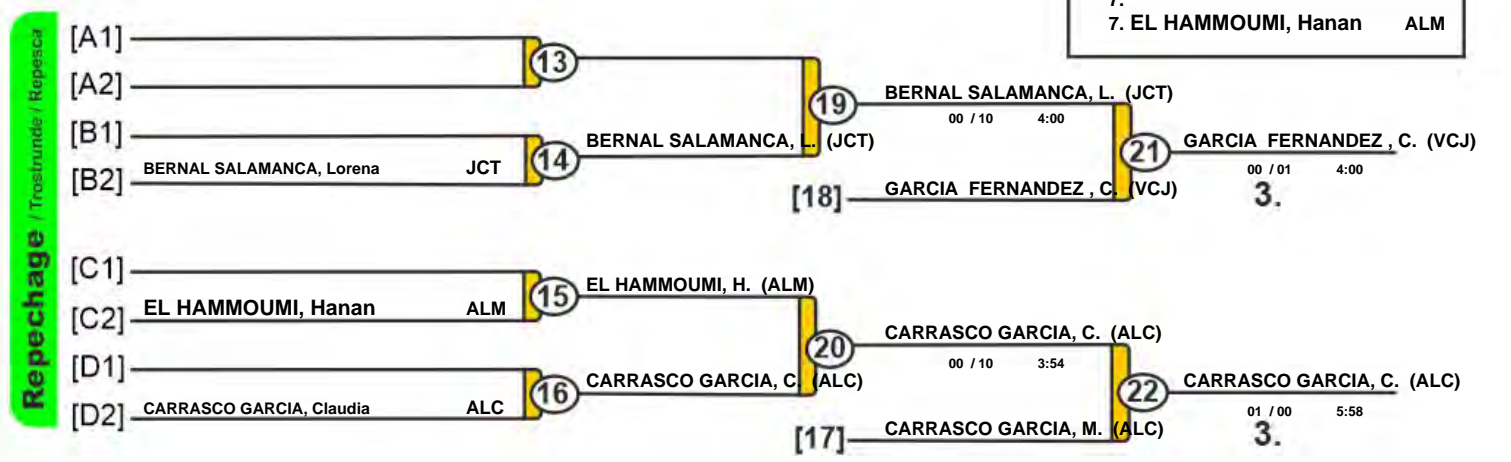 7.
7. EL HAMMOUMI, Hanan ALM
Repechage / Trostrunde / Repesca
[A1]
13
[A2]
19
BERNAL SALAMANCA, L. (JCT)
00 / 10 4:00
[B1]
14
BERNAL SALAMANCA, L. (JCT)
21
GARCIA FERNANDEZ , C. (VCJ)
00 / 01 4:00
3.
BERNAL SALAMANCA, Lorena JCT
[B2]
[18]
GARCIA FERNANDEZ , C. (VCJ)
[C1]
15
EL HAMMOUMI, H. (ALM)
EL HAMMOUMI, Hanan ALM
[C2]
20
CARRASCO GARCIA, C. (ALC)
00 / 10 3:54
[D1]
16
CARRASCO GARCIA, C. (ALC)
22
CARRASCO GARCIA, C. (ALC)
01 / 00 5:58
3.
CARRASCO GARCIA, Claudia ALC
[D2]
[17]
CARRASCO GARCIA, M. (ALC)